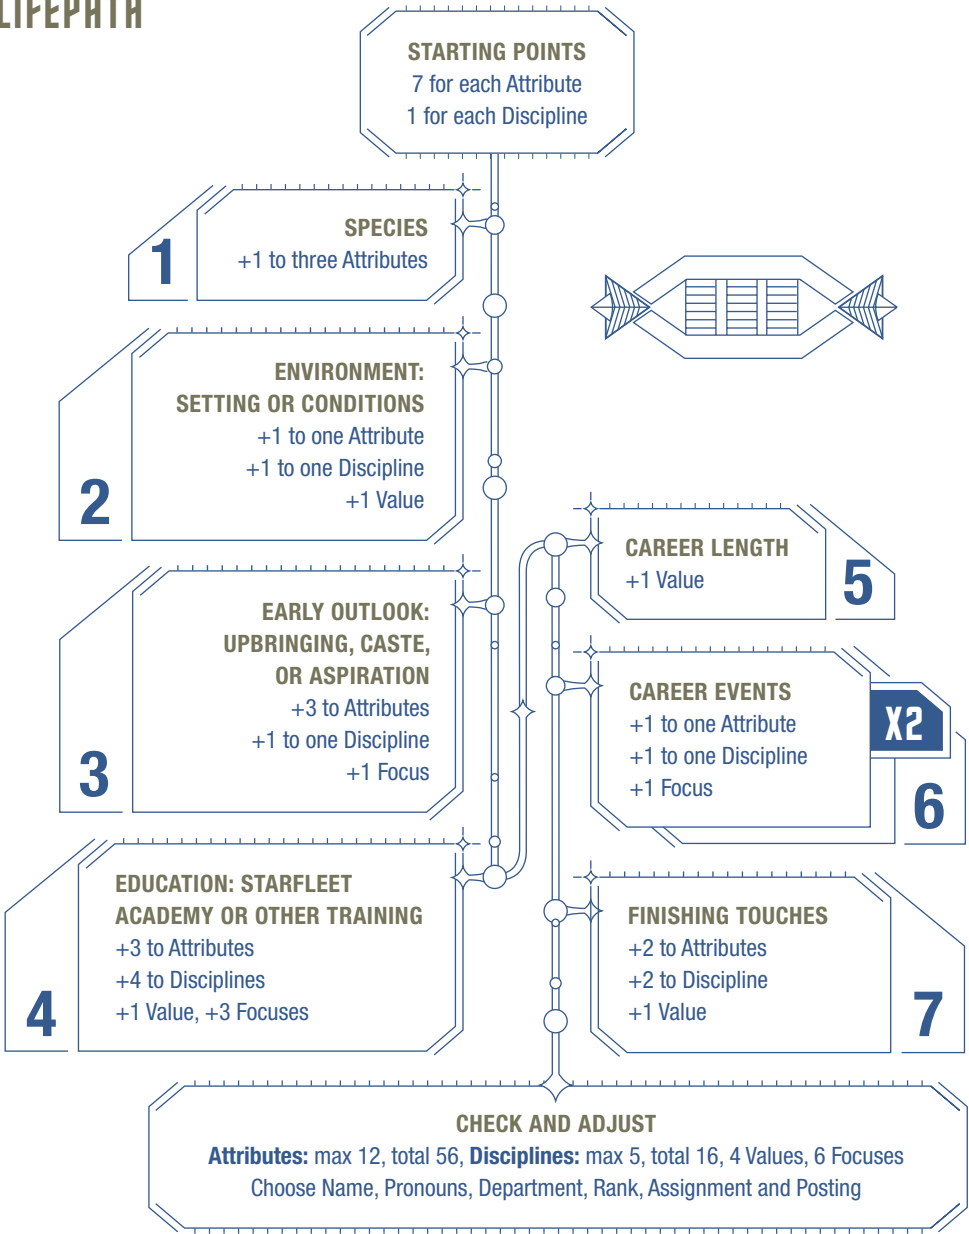 LIFEPATH
STARTING POINTS
7 for each Attribute
1 for each Discipline
1
SPECIES
+1 to three Attributes
2
ENVIRONMENT:
SETTING OR CONDITIONS
+1 to one Attribute
+1 to one Discipline
+1 Value
3
EARLY OUTLOOK:
UPBRINGING, CASTE,
OR ASPIRATION
+3 to Attributes
+1 to one Discipline
+1 Focus
4
EDUCATION: STARFLEET
ACADEMY OR OTHER TRAINING
+3 to Attributes
+4 to Disciplines
+1 Value, +3 Focuses
CAREER LENGTH
+1 Value
5
CAREER EVENTS
+1 to one Attribute
+1 to one Discipline
+1 Focus
X2
6
FINISHING TOUCHES
+2 to Attributes
+2 to Discipline
+1 Value
7
CHECK AND ADJUST
Attributes: max 12, total 56, Disciplines: max 5, total 16, 4 Values, 6 Focuses
Choose Name, Pronouns, Department, Rank, Assignment and Posting